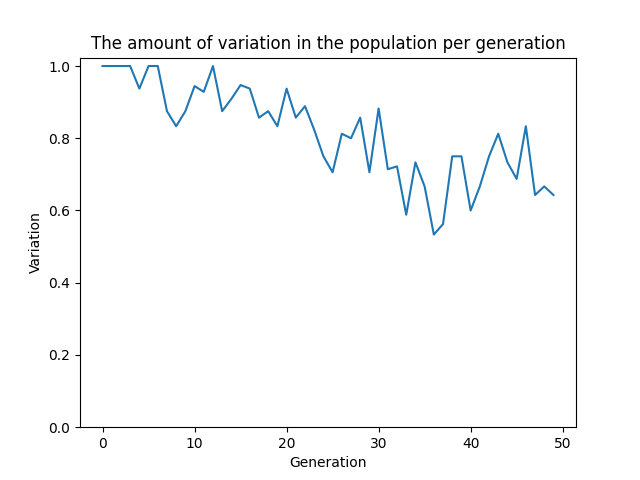 The amount of variation in the population per generation
1.0
0.8
0.6
0.4
0.2
0.0
Variation
0 10 20 30 40 50
Generation